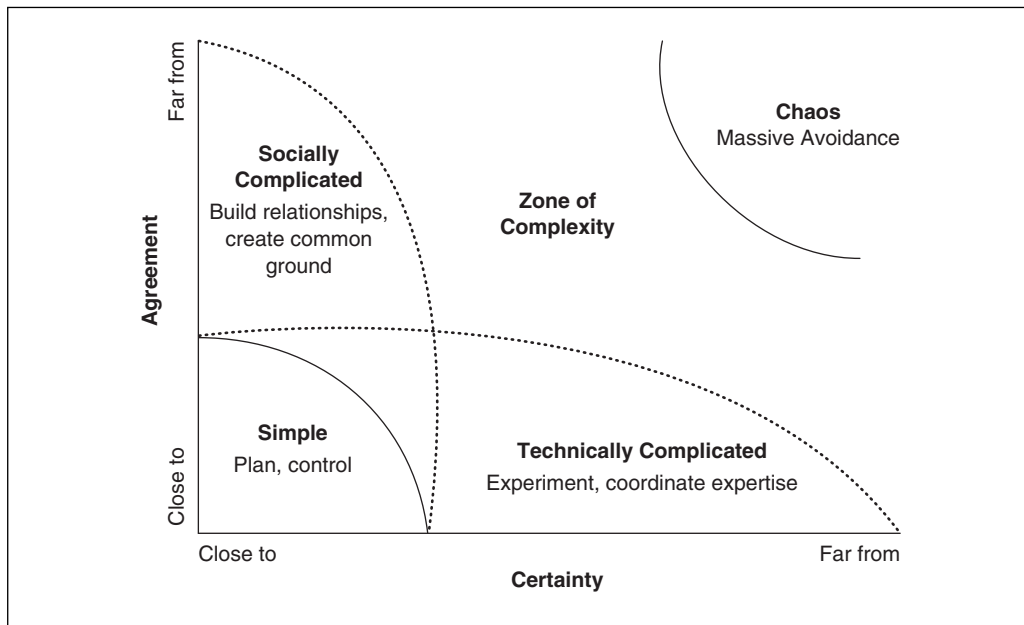 Far from
Chaos
Massive Avoidance
Socially
Complicated
Build relationships,
create common
ground
Zone of
Complexity
Agreement
Simple
Plan, control
Technically Complicated
Experiment, coordinate expertise
Close to
Close to
Far from
Certainty